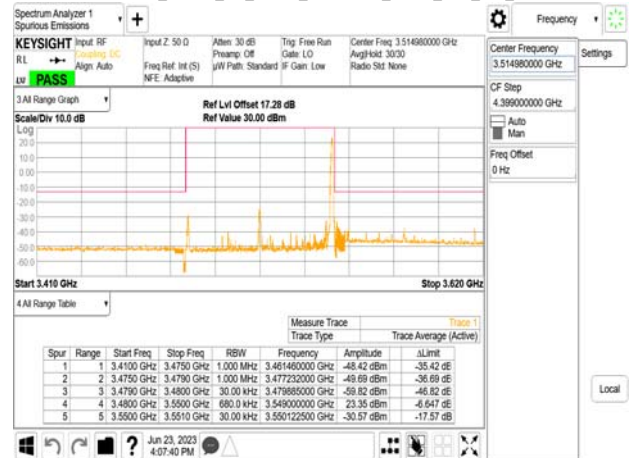 Spectrum Analyzer 1
Spurious Emissions
Frequency
KEYSIGHT
RL
LV PASS
Input: RF
Coupling: DC
Align: Auto
Input Z: 50 Ω
Freq Ref: Int (S)
NFE: Adaptive
Atten: 30 dB
Preamp: Off
µW Path: Standard
Trig: Free Run
Gate: LO
IF Gain: Low
Center Freq: 3.514980000 GHz
Avg|Hold: 30/30
Radio Std: None
Center Frequency
3.514980000 GHz
Settings
CF Step
4.399000000 GHz
Auto
Man
Freq Offset
0 Hz
3 All Range Graph
Scale/Div 10.0 dB
Ref Lvl Offset 17.28 dB
Ref Value 30.00 dBm
Log
20.0
10.0
0.00
-10.0
-20.0
-30.0
-40.0
-50.0
-60.0
Start 3.410 GHz
Stop 3.620 GHz
4 All Range Table
Measure Trace Trace 1
Trace Type Trace Average (Active)
Spur Range Start Freq Stop Freq RBW Frequency Amplitude ΔLimit
1 1 3.4100 GHz 3.4750 GHz 1.000 MHz 3.461460000 GHz -48.42 dBm -35.42 dB
2 2 3.4750 GHz 3.4790 GHz 1.000 MHz 3.477232000 GHz -49.69 dBm -36.69 dB
3 3 3.4790 GHz 3.4800 GHz 30.00 kHz 3.479885000 GHz -59.82 dBm -46.82 dB
4 4 3.4800 GHz 3.5500 GHz 680.0 kHz 3.549000000 GHz 23.35 dBm -6.647 dB
5 5 3.5500 GHz 3.5510 GHz 30.00 kHz 3.550122500 GHz -30.57 dBm -17.57 dB
Local
Jun 23, 2023
4:07:40 PM